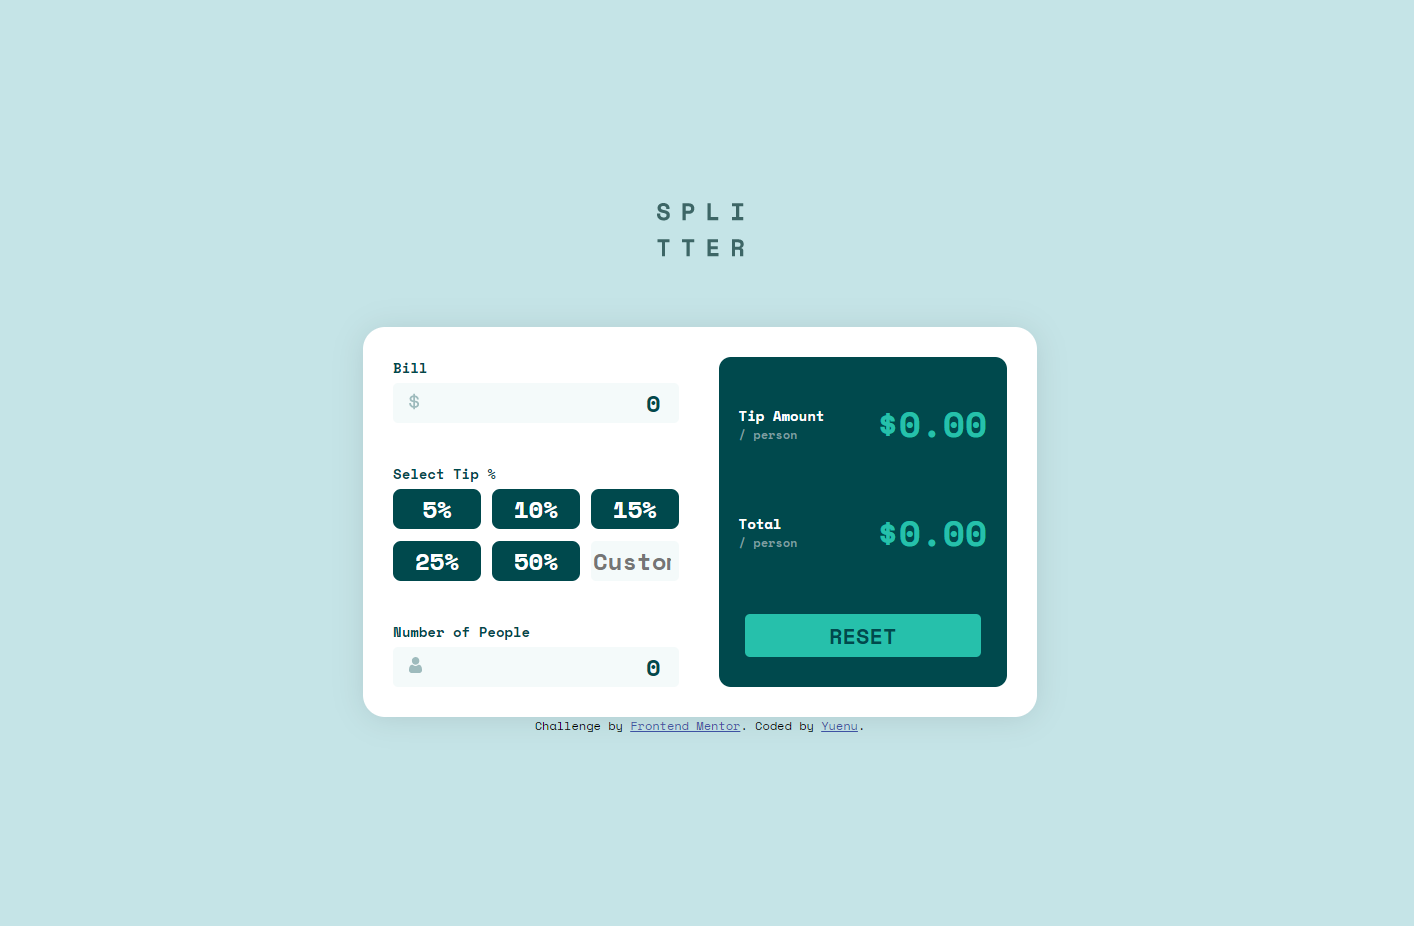 SPLI
TTER
Bill
$ 0
Select Tip %
5% 10% 15%
25% 50% Custom
Number of People
0
Tip Amount
/ person
$0.00
Total
/ person
$0.00
RESET
Challenge by Frontend Mentor. Coded by Yuenu.